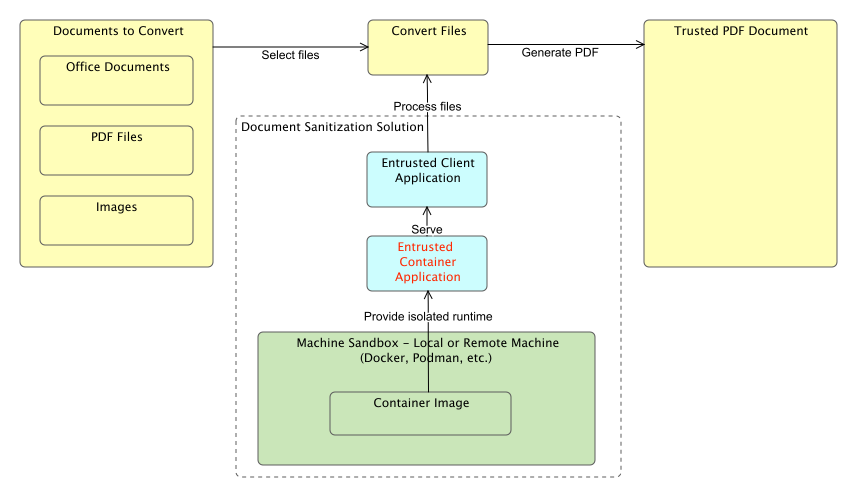 Documents to Convert
Office Documents
PDF Files
Images
Select files
Convert Files
Generate PDF
Trusted PDF Document
Process files
Document Sanitization Solution
Entrusted Client
Application
Serve
Entrusted
Container
Application
Provide isolated runtime
Machine Sandbox - Local or Remote Machine
(Docker, Podman, etc.)
Container Image